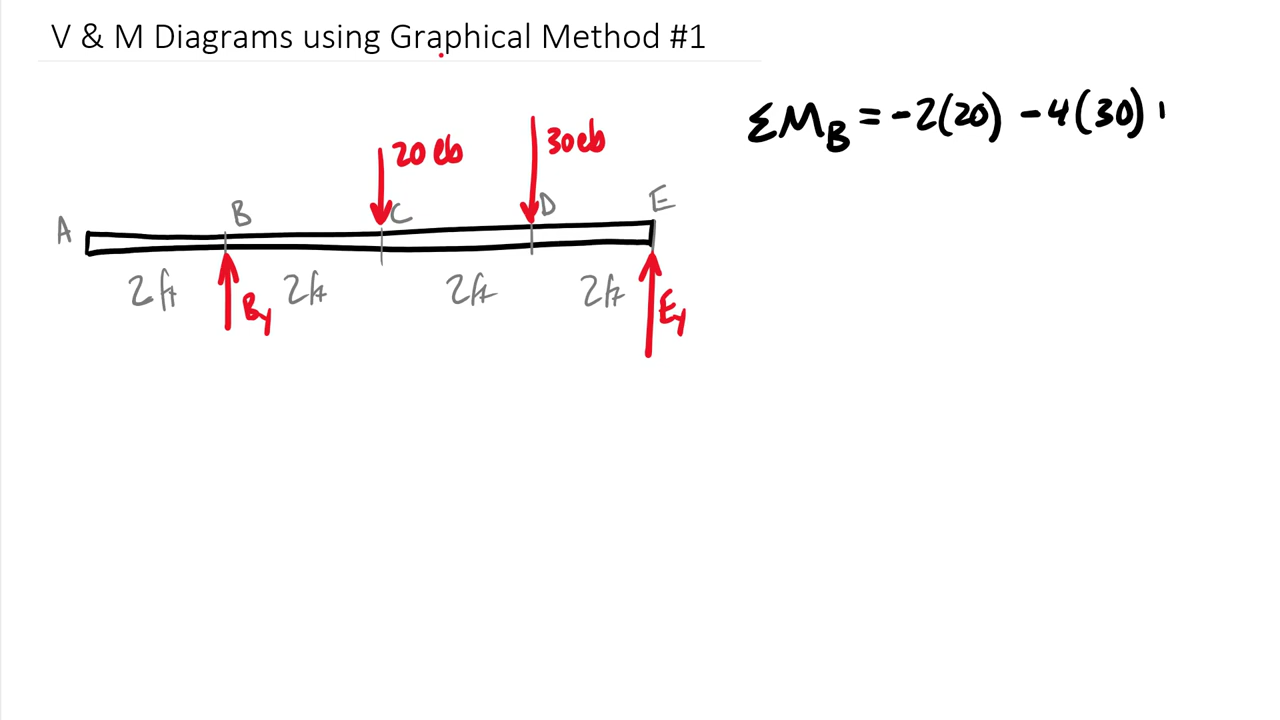 V & M Diagrams using Graphical Method #1
ΣM_B = -2(20) -4(30)
20 lb
30 lb
A
B
C
D
E
2ft
2ft
2ft
2ft
By
Ey